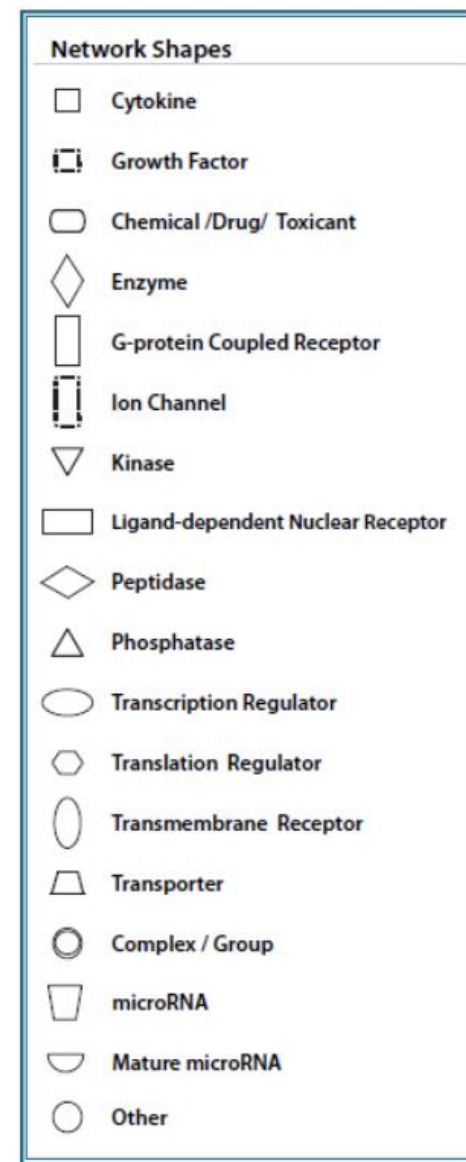 Network Shapes
Cytokine
Growth Factor
Chemical /Drug/ Toxicant
Enzyme
G-protein Coupled Receptor
Ion Channel
Kinase
Ligand-dependent Nuclear Receptor
Peptidase
Phosphatase
Transcription Regulator
Translation Regulator
Transmembrane Receptor
Transporter
Complex / Group
microRNA
Mature microRNA
Other